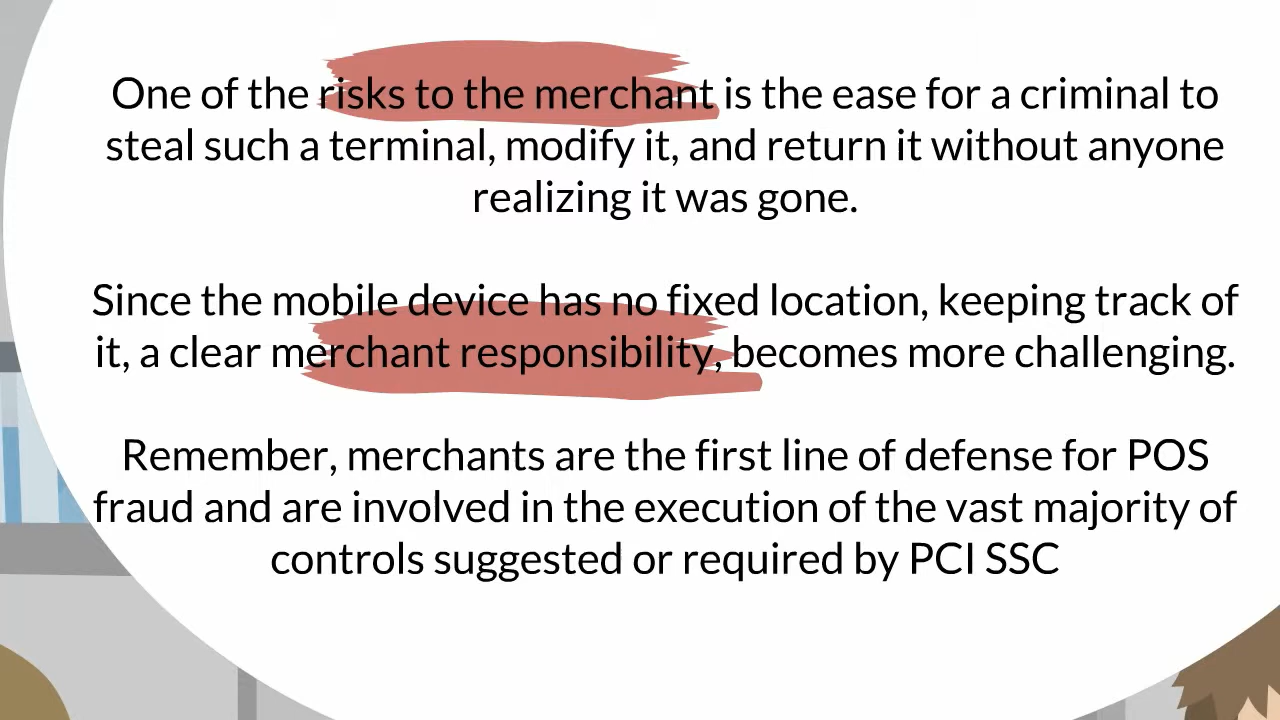 One of the risks to the merchant is the ease for a criminal to
steal such a terminal, modify it, and return it without anyone
realizing it was gone.
Since the mobile device has no fixed location, keeping track of
it, a clear merchant responsibility, becomes more challenging.
Remember, merchants are the first line of defense for POS
fraud and are involved in the execution of the vast majority of
controls suggested or required by PCI SSC